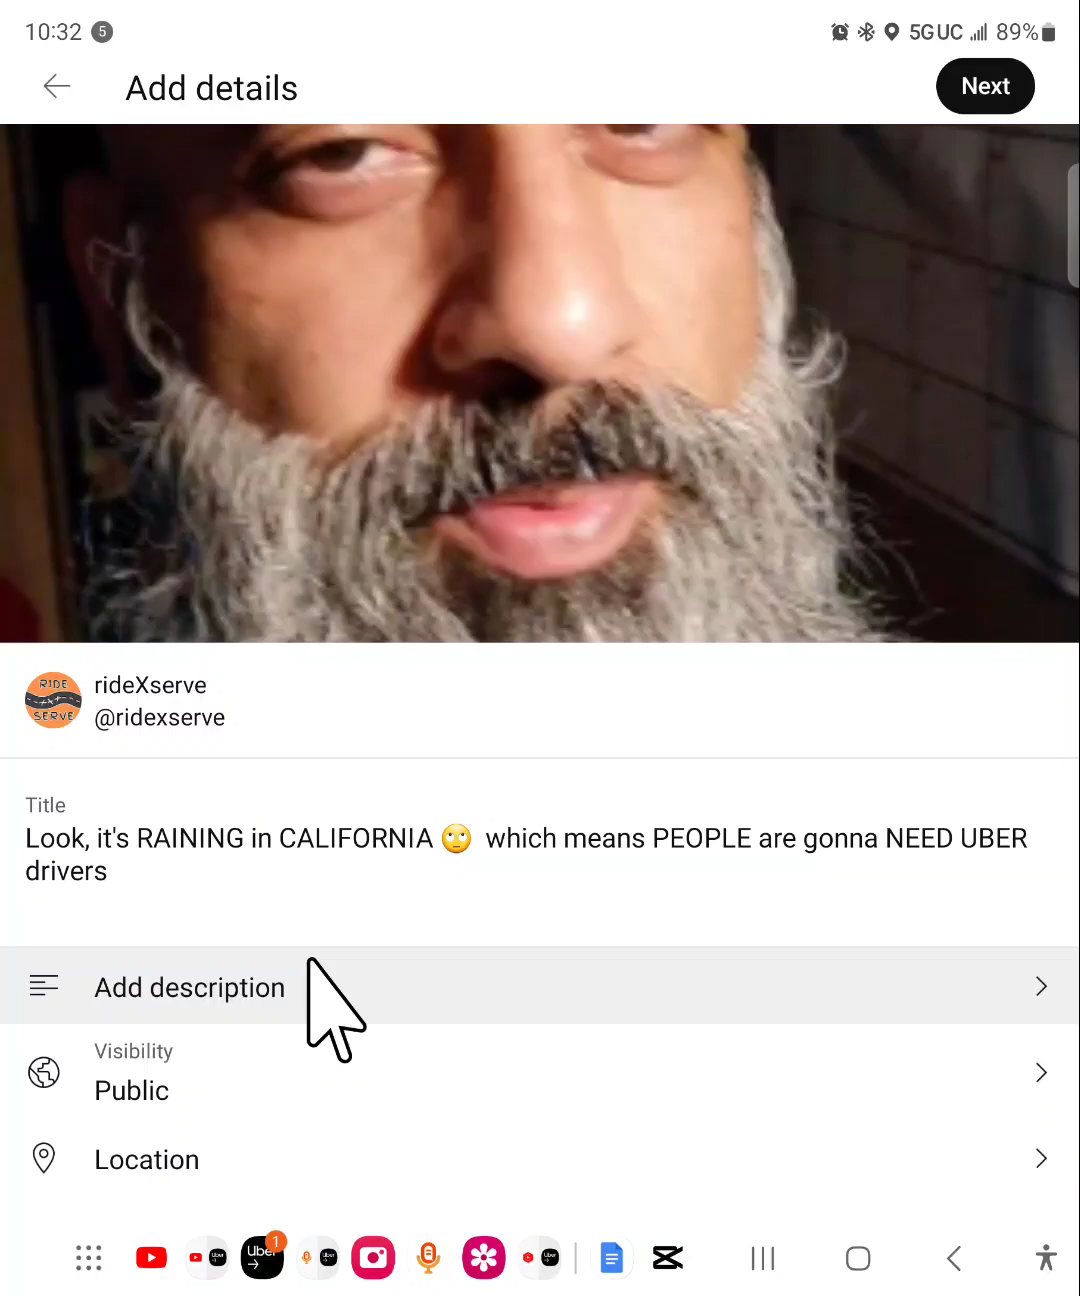 10:32 5 5G UC 89%
Add details Next
RIDE
SERVE
rideXserve
@ridexserve
Title
Look, it's RAINING in CALIFORNIA 🙄 which means PEOPLE are gonna NEED UBER
drivers
Add description
Visibility
Public
Location
Uber 1